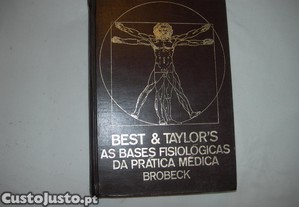 BEST & TAYLOR'S
AS BASES FISIOLÓGICAS
DA PRÁTICA MÉDICA
BROBECK
CustoJusto.pt